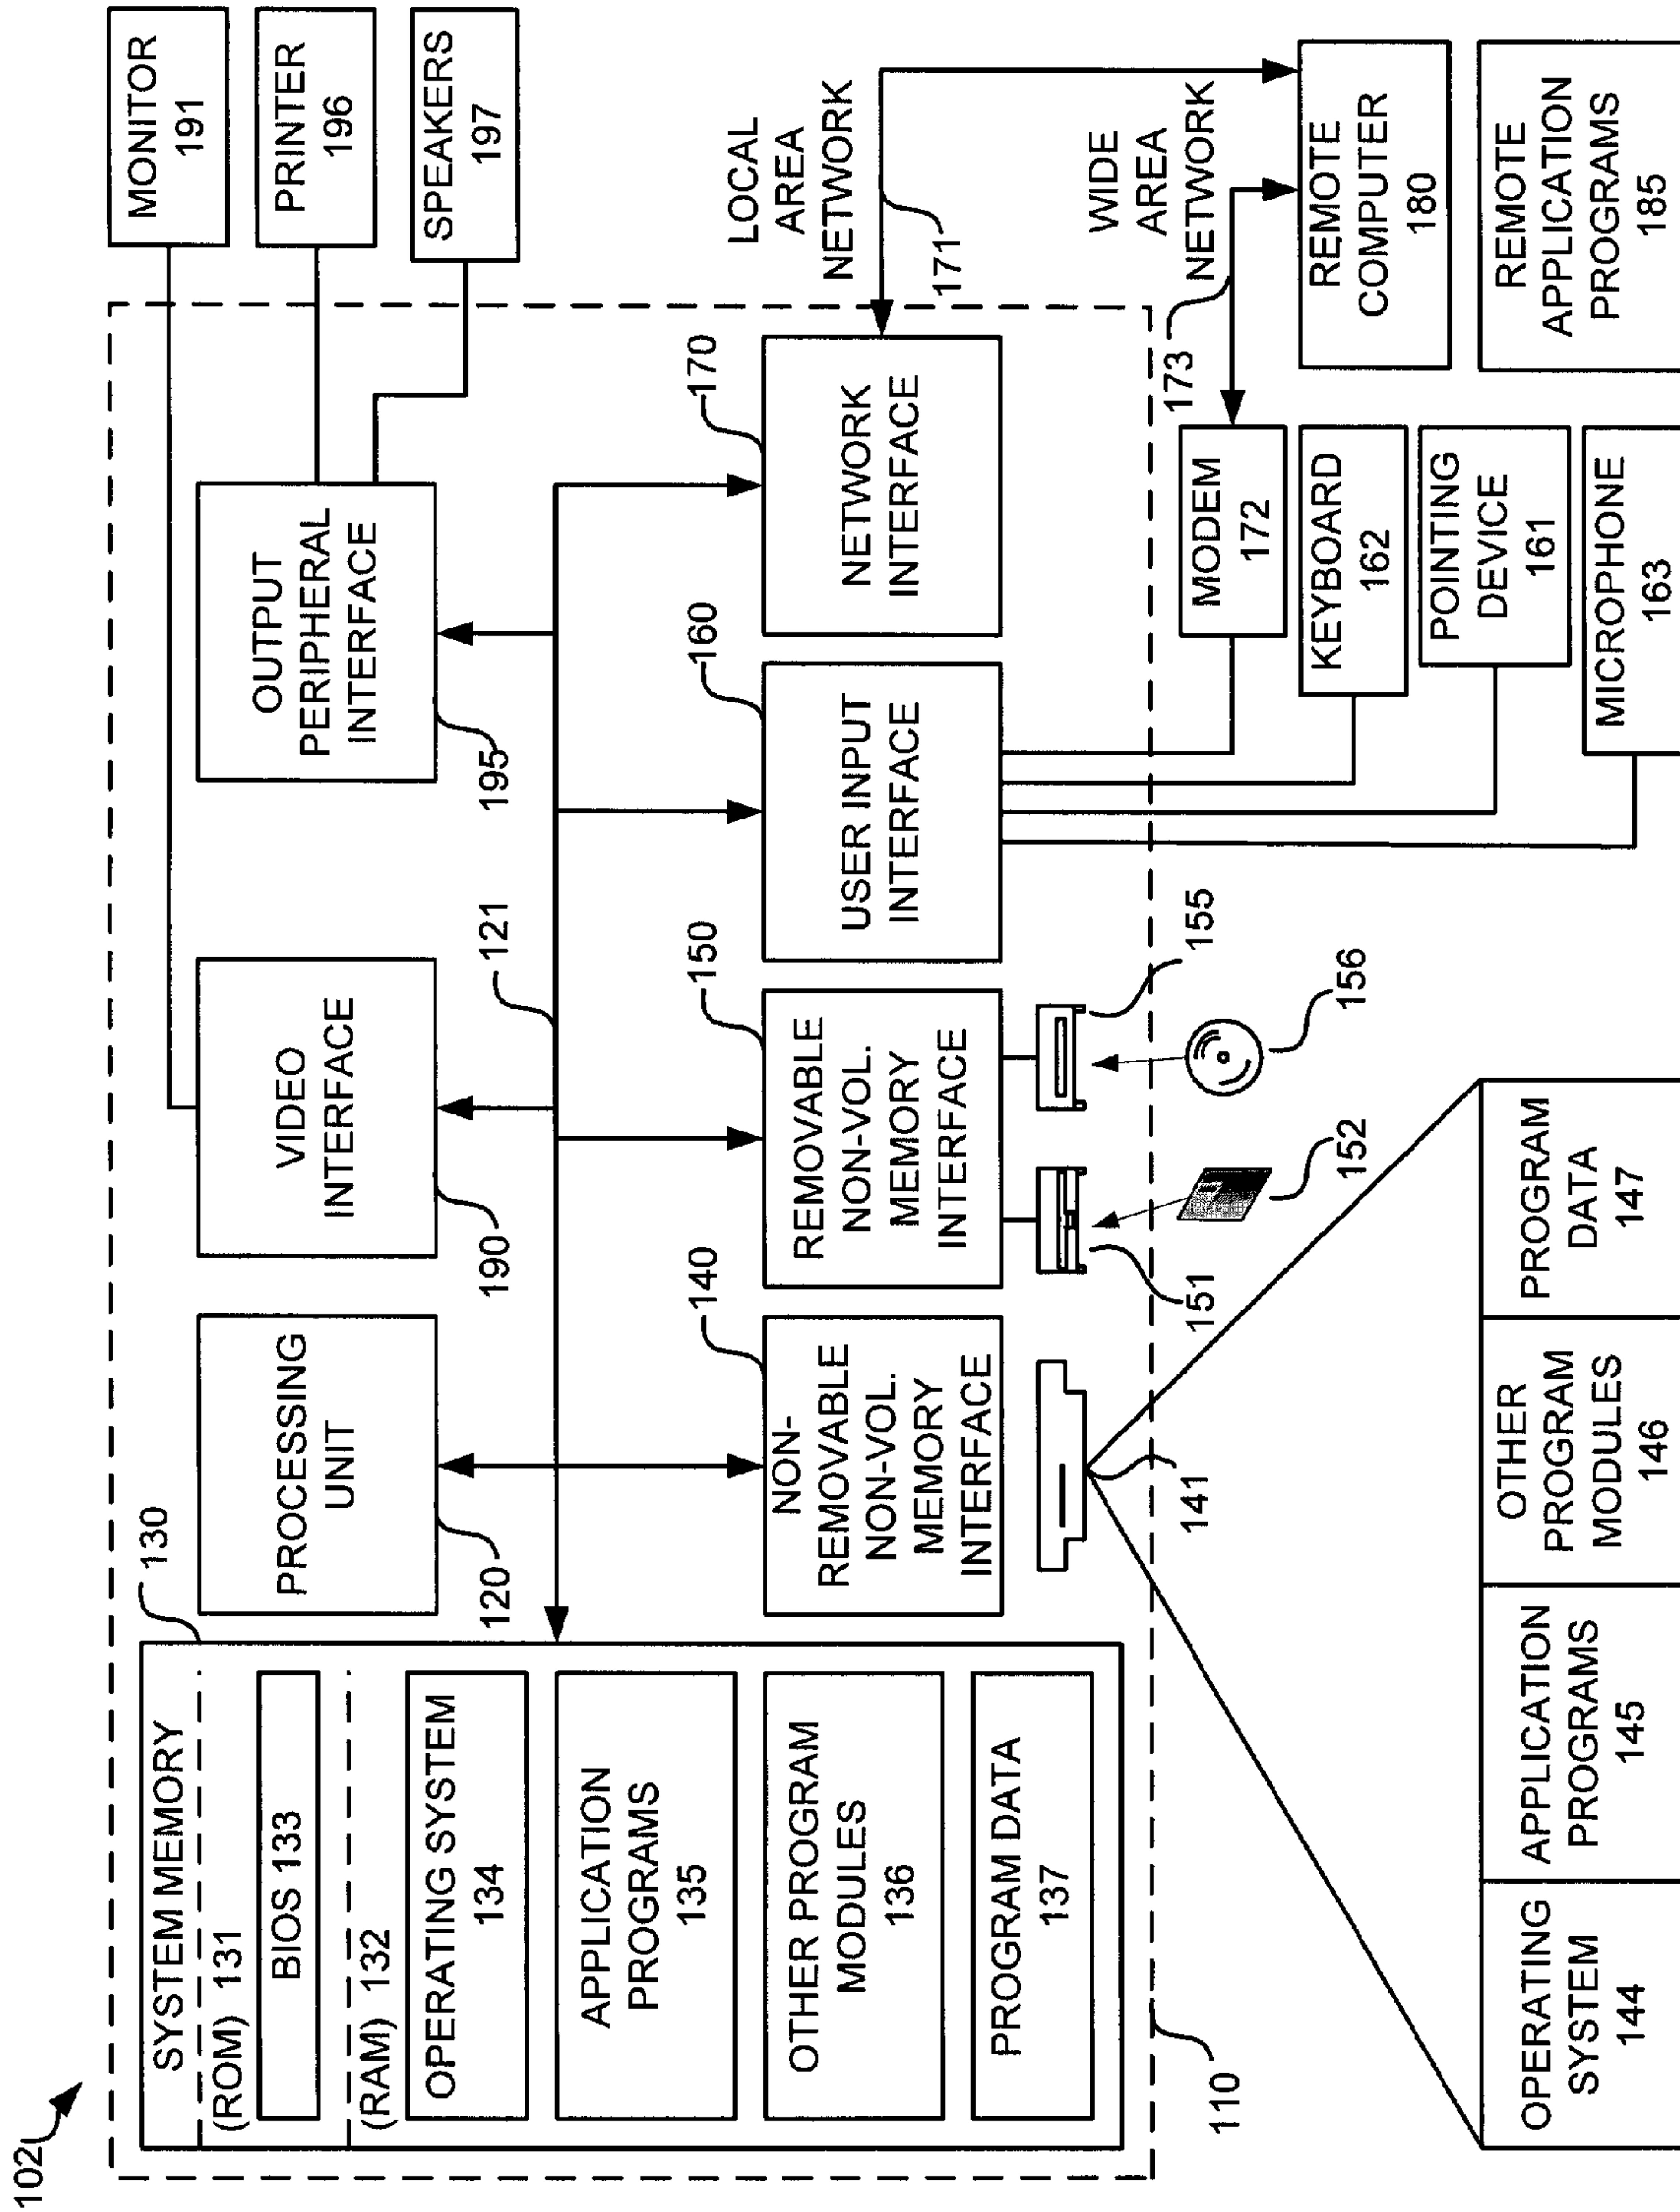 102
SYSTEM MEMORY
130
(ROM) 131
BIOS 133
(RAM) 132
OPERATING SYSTEM
134
APPLICATION
PROGRAMS
135
OTHER PROGRAM
MODULES
136
PROGRAM DATA
137
110
PROCESSING
UNIT
120
VIDEO
INTERFACE
190
121
OUTPUT
PERIPHERAL
INTERFACE
195
MONITOR
191
PRINTER
196
SPEAKERS
197
NON-
REMOVABLE
NON-VOL.
MEMORY
INTERFACE
140
REMOVABLE
NON-VOL.
MEMORY
INTERFACE
150
USER INPUT
INTERFACE
160
NETWORK
INTERFACE
170
LOCAL
AREA
NETWORK
171
WIDE
AREA
NETWORK
173
141
151
152
155
156
MODEM
172
KEYBOARD
162
POINTING
DEVICE
161
MICROPHONE
163
REMOTE
COMPUTER
180
REMOTE
APPLICATION
PROGRAMS
185
OPERATING
SYSTEM
144
APPLICATION
PROGRAMS
145
OTHER
PROGRAM
MODULES
146
PROGRAM
DATA
147